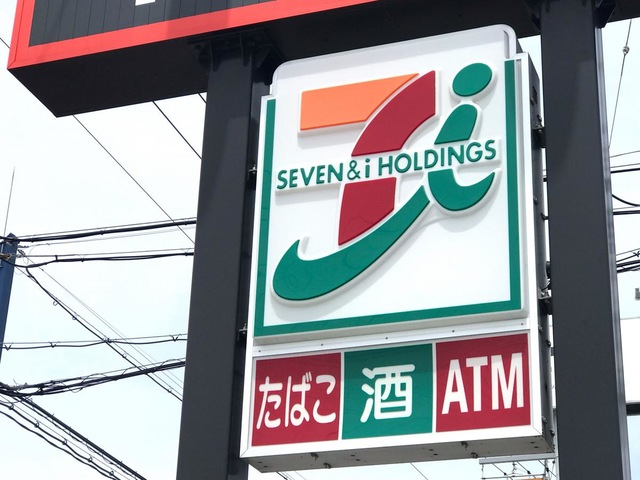 SEVEN&i HOLDINGS
たばこ 酒 ATM